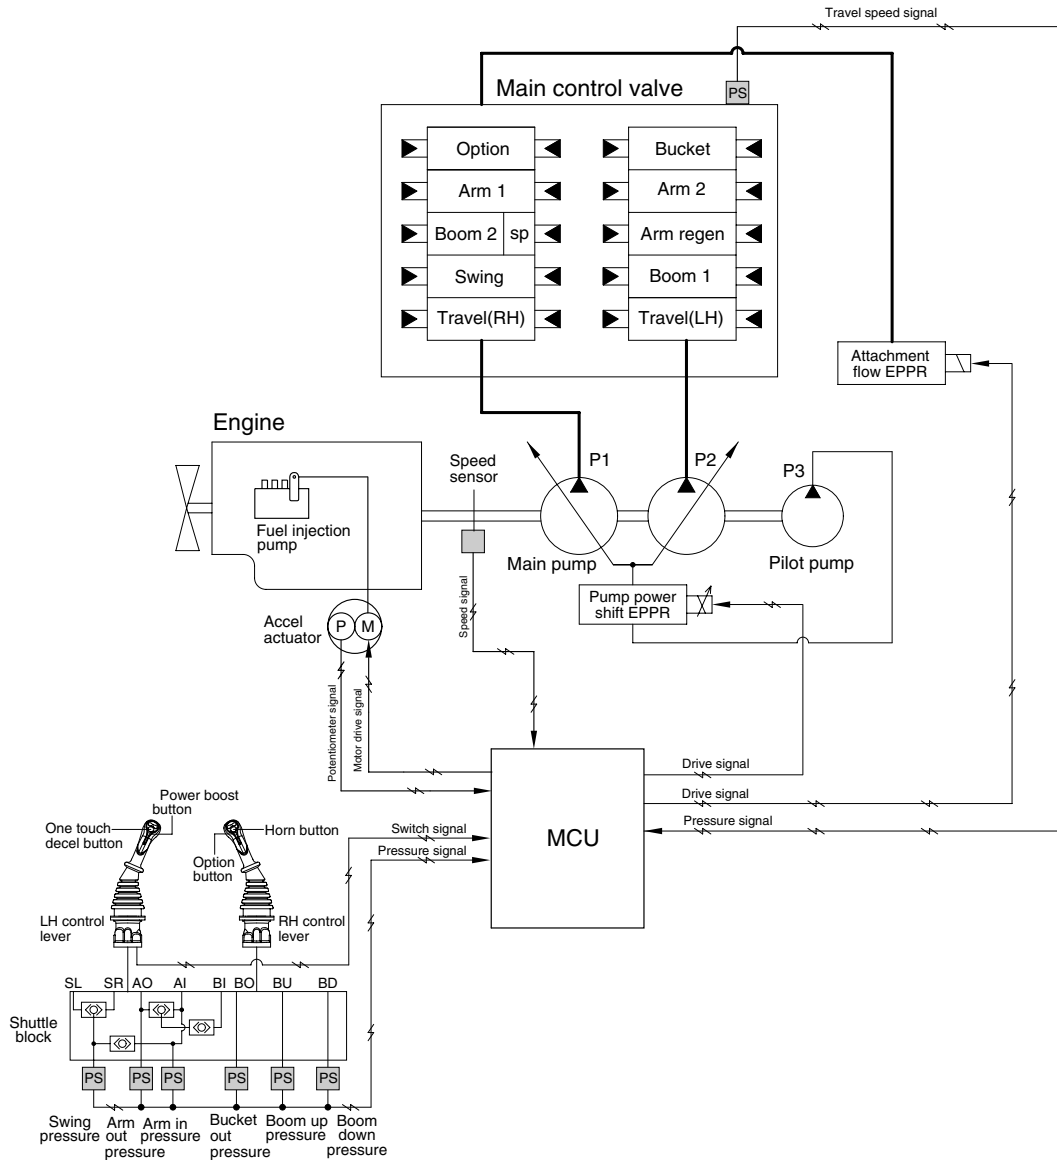 Travel speed signal
Main control valve
PS
Option
Bucket
Arm 1
Arm 2
Boom 2
sp
Arm regen
Swing
Boom 1
Travel(RH)
Travel(LH)
Attachment
flow EPPR
Engine
Speed
sensor
P1
P2
P3
Fuel injection
pump
Main pump
Pilot pump
Pump power
shift EPPR
Speed signal
Accel
actuator
P
M
Potentiometer signal
Motor drive signal
MCU
Drive signal
Drive signal
Pressure signal
Switch signal
Pressure signal
Power boost
button
One touch
decel button
Horn button
Option
button
LH control
lever
RH control
lever
SL
SR
AO
AI
BI
BO
BU
BD
Shuttle
block
PS
PS
PS
PS
PS
PS
Swing
pressure
Arm
out
pressure
Arm in
pressure
Bucket
out
pressure
Boom up
pressure
Boom
down
pressure